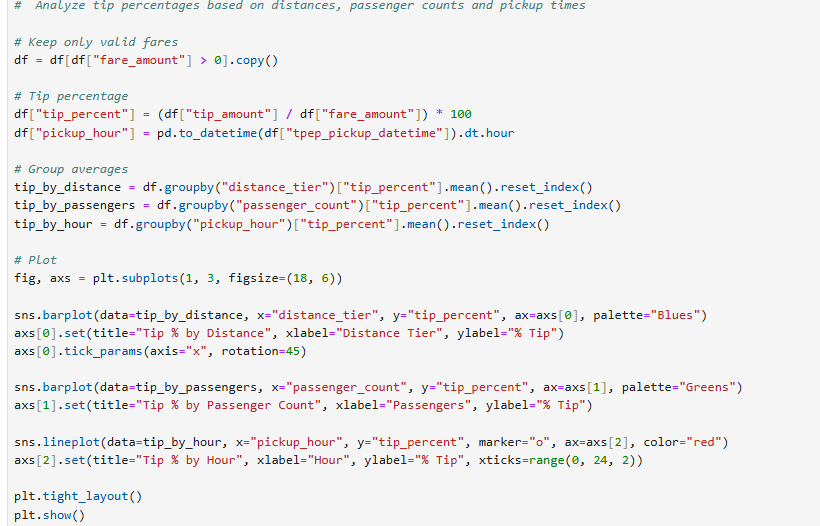 #  Analyze tip percentages based on distances, passenger counts and pickup times
# Keep only valid fares
df = df[df["fare_amount"] > 0].copy()
# Tip percentage
df["tip_percent"] = (df["tip_amount"] / df["fare_amount"]) * 100
df["pickup_hour"] = pd.to_datetime(df["tpep_pickup_datetime"]).dt.hour
# Group averages
tip_by_distance = df.groupby("distance_tier")["tip_percent"].mean().reset_index()
tip_by_passengers = df.groupby("passenger_count")["tip_percent"].mean().reset_index()
tip_by_hour = df.groupby("pickup_hour")["tip_percent"].mean().reset_index()
# Plot
fig, axs = plt.subplots(1, 3, figsize=(18, 6))
sns.barplot(data=tip_by_distance, x="distance_tier", y="tip_percent", ax=axs[0], palette="Blues")
axs[0].set(title="Tip % by Distance", xlabel="Distance Tier", ylabel="% Tip")
axs[0].tick_params(axis="x", rotation=45)
sns.barplot(data=tip_by_passengers, x="passenger_count", y="tip_percent", ax=axs[1], palette="Greens")
axs[1].set(title="Tip % by Passenger Count", xlabel="Passengers", ylabel="% Tip")
sns.lineplot(data=tip_by_hour, x="pickup_hour", y="tip_percent", marker="o", ax=axs[2], color="red")
axs[2].set(title="Tip % by Hour", xlabel="Hour", ylabel="% Tip", xticks=range(0, 24, 2))
plt.tight_layout()
plt.show()